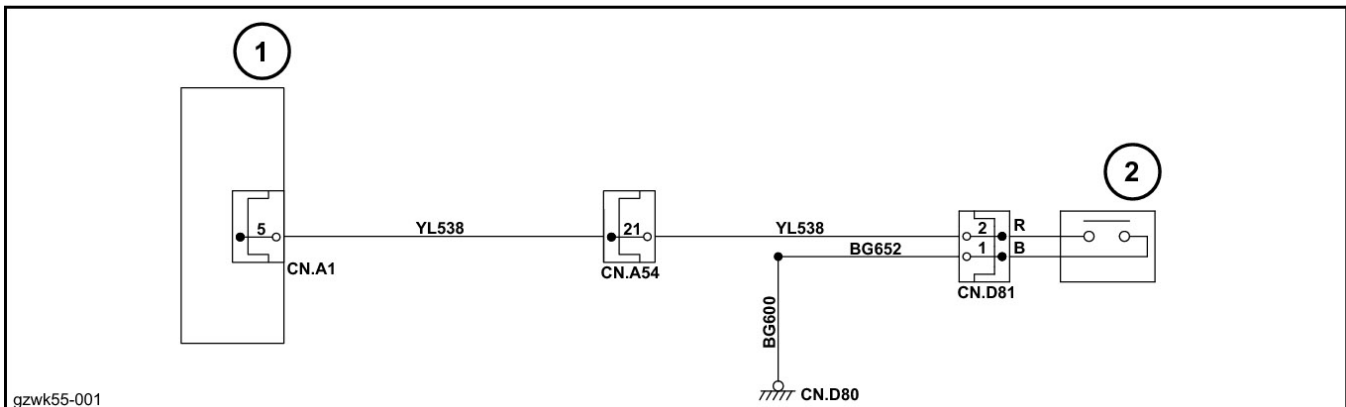 1
2
5
YL538
21
YL538
2
R
BG652
1
B
CN.A1
CN.A54
CN.D81
BG600
CN.D80
gzwk55-001